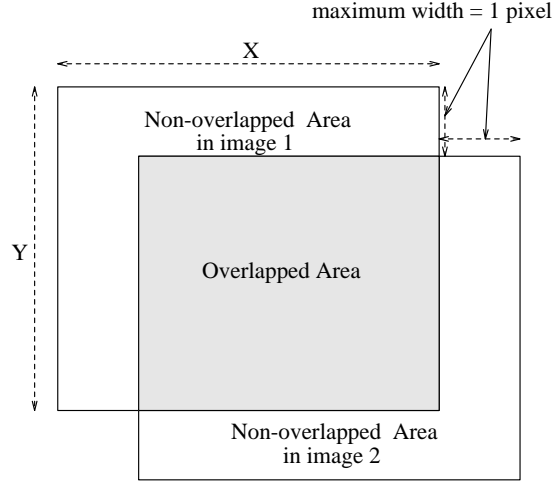 maximum width = 1 pixel
X
Non-overlapped Area
in image 1
Y
Overlapped Area
Non-overlapped Area
in image 2